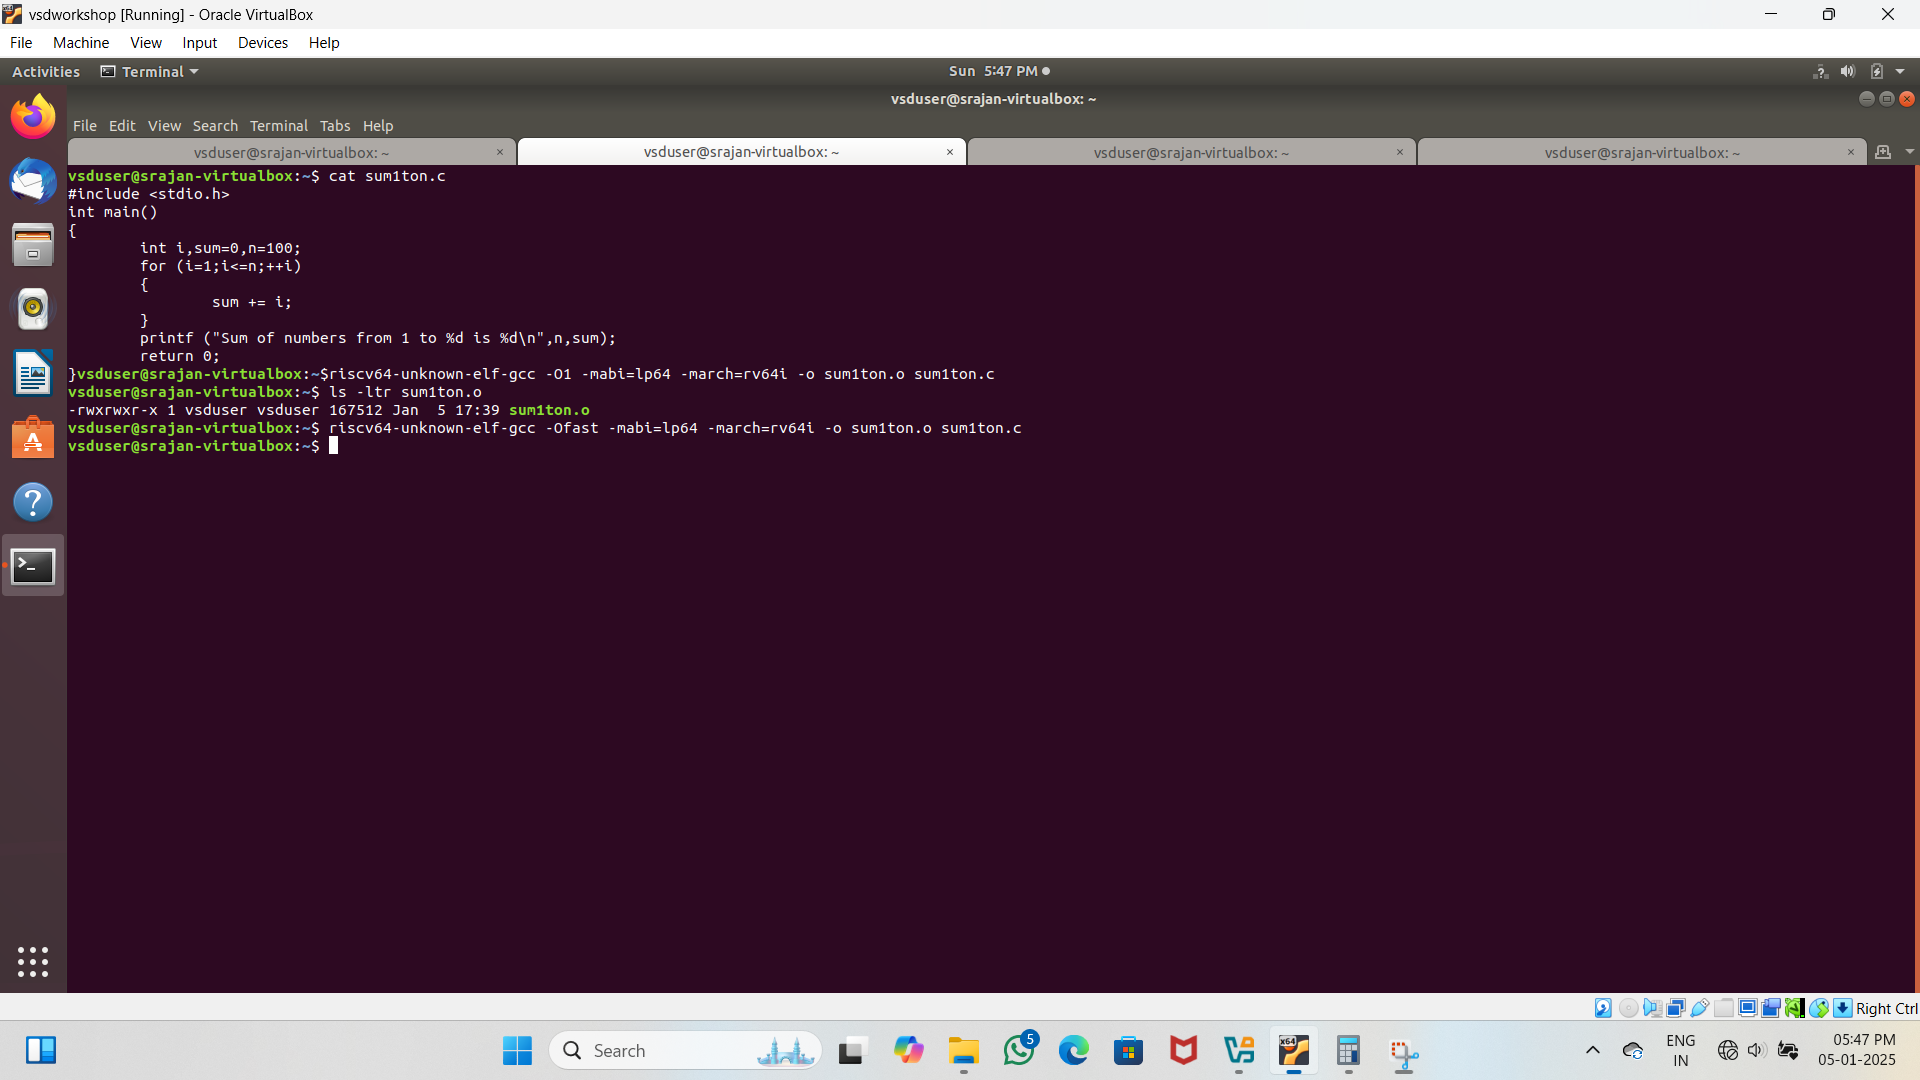 vsdworkshop [Running] - Oracle VirtualBox
File Machine View Input Devices Help
Activities Terminal Sun 5:47 PM
vsduser@srajan-virtualbox: ~
File Edit View Search Terminal Tabs Help
vsduser@srajan-virtualbox: ~ × vsduser@srajan-virtualbox: ~ × vsduser@srajan-virtualbox: ~ × vsduser@srajan-virtualbox: ~ ×
vsduser@srajan-virtualbox:~$ cat sum1ton.c
#include <stdio.h>
int main()
{
        int i,sum=0,n=100;
        for (i=1;i<=n;++i)
        {
                sum += i;
        }
        printf ("Sum of numbers from 1 to %d is %d\n",n,sum);
        return 0;
}vsduser@srajan-virtualbox:~$riscv64-unknown-elf-gcc -O1 -mabi=lp64 -march=rv64i -o sum1ton.o sum1ton.c
vsduser@srajan-virtualbox:~$ ls -ltr sum1ton.o
-rwxrwxr-x 1 vsduser vsduser 167512 Jan  5 17:39 sum1ton.o
vsduser@srajan-virtualbox:~$ riscv64-unknown-elf-gcc -Ofast -mabi=lp64 -march=rv64i -o sum1ton.o sum1ton.c
vsduser@srajan-virtualbox:~$
Right Ctrl
Search
5
x64
ENG
IN
05:47 PM
05-01-2025